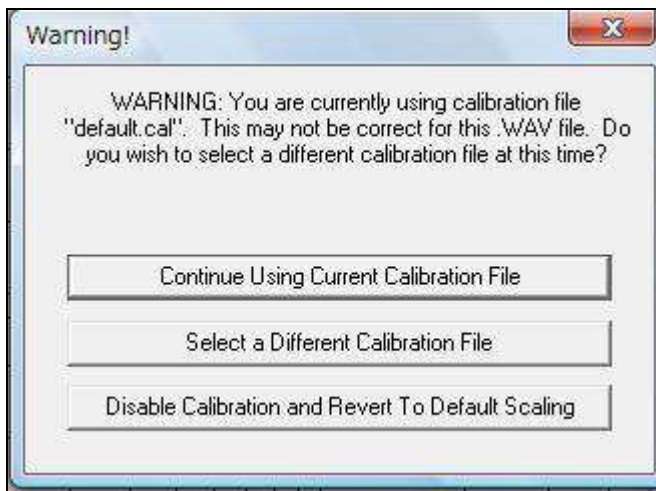 Warning!
WARNING: You are currently using calibration file
"default.cal". This may not be correct for this .WAV file. Do
you wish to select a different calibration file at this time?
Continue Using Current Calibration File
Select a Different Calibration File
Disable Calibration and Revert To Default Scaling